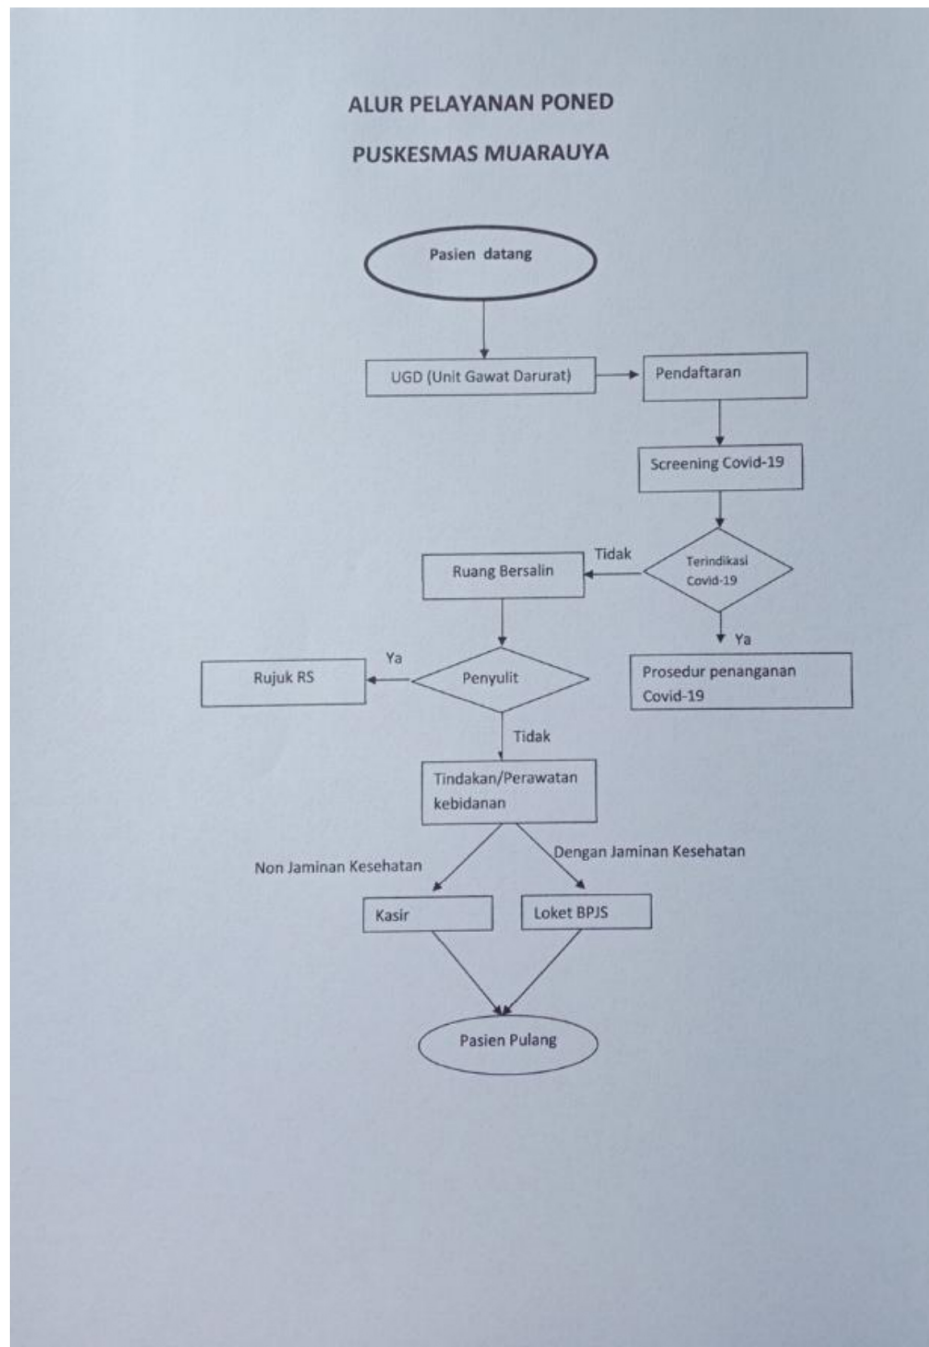 ALUR PELAYANAN PONED
PUSKESMAS MUARAUYA
Pasien datang
UGD (Unit Gawat Darurat)
Pendaftaran
Screening Covid-19
Terindikasi
Covid-19
Tidak
Ruang Bersalin
Ya
Prosedur penanganan
Covid-19
Penyulit
Ya
Rujuk RS
Tidak
Tindakan/Perawatan
kebidanan
Non Jaminan Kesehatan
Dengan Jaminan Kesehatan
Kasir
Loket BPJS
Pasien Pulang